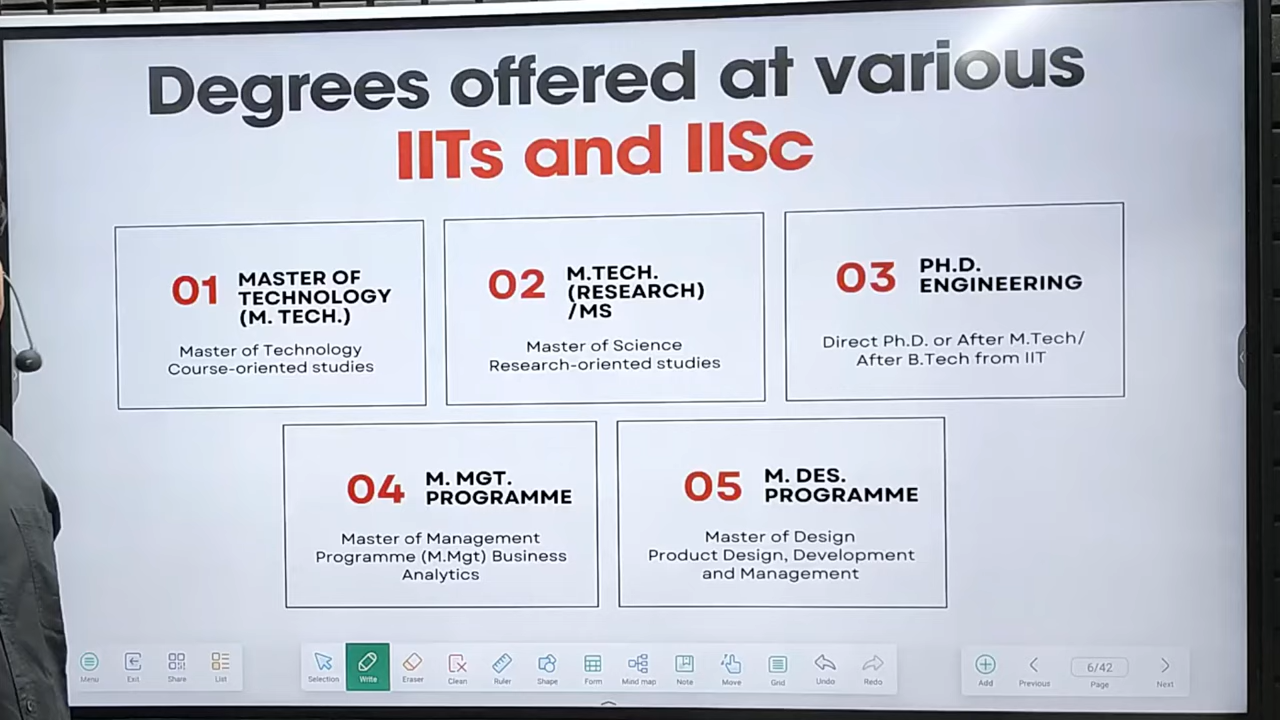 Degrees offered at various
IITs and IISc
01 MASTER OF
TECHNOLOGY
(M. TECH.)
Master of Technology
Course-oriented studies
02 M.TECH.
(RESEARCH)
/MS
Master of Science
Research-oriented studies
03 PH.D.
ENGINEERING
Direct Ph.D. or After M.Tech/
After B.Tech from IIT
04 M. MGT.
PROGRAMME
Master of Management
Programme (M.Mgt) Business
Analytics
05 M. DES.
PROGRAMME
Master of Design
Product Design, Development
and Management
Menu Exit Share List Selection Write Eraser Clean Ruler Shape Form Mind map Note Move Grid Undo Redo Add Previous 6/42 Page Next